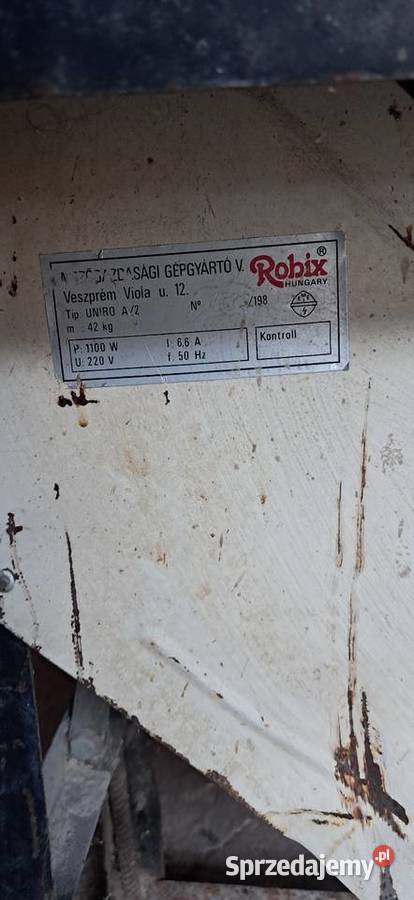 GÉPGYÁRTÓ V. Robix ®
HUNGARY
Veszprém Viola u. 12.
Tip: UNIRO A/2 Nº /198
m : 42 kg
P: 1100 W I: 6,6 A
U: 220 V f: 50 Hz
Kontroll
Sprzedajemy.pl